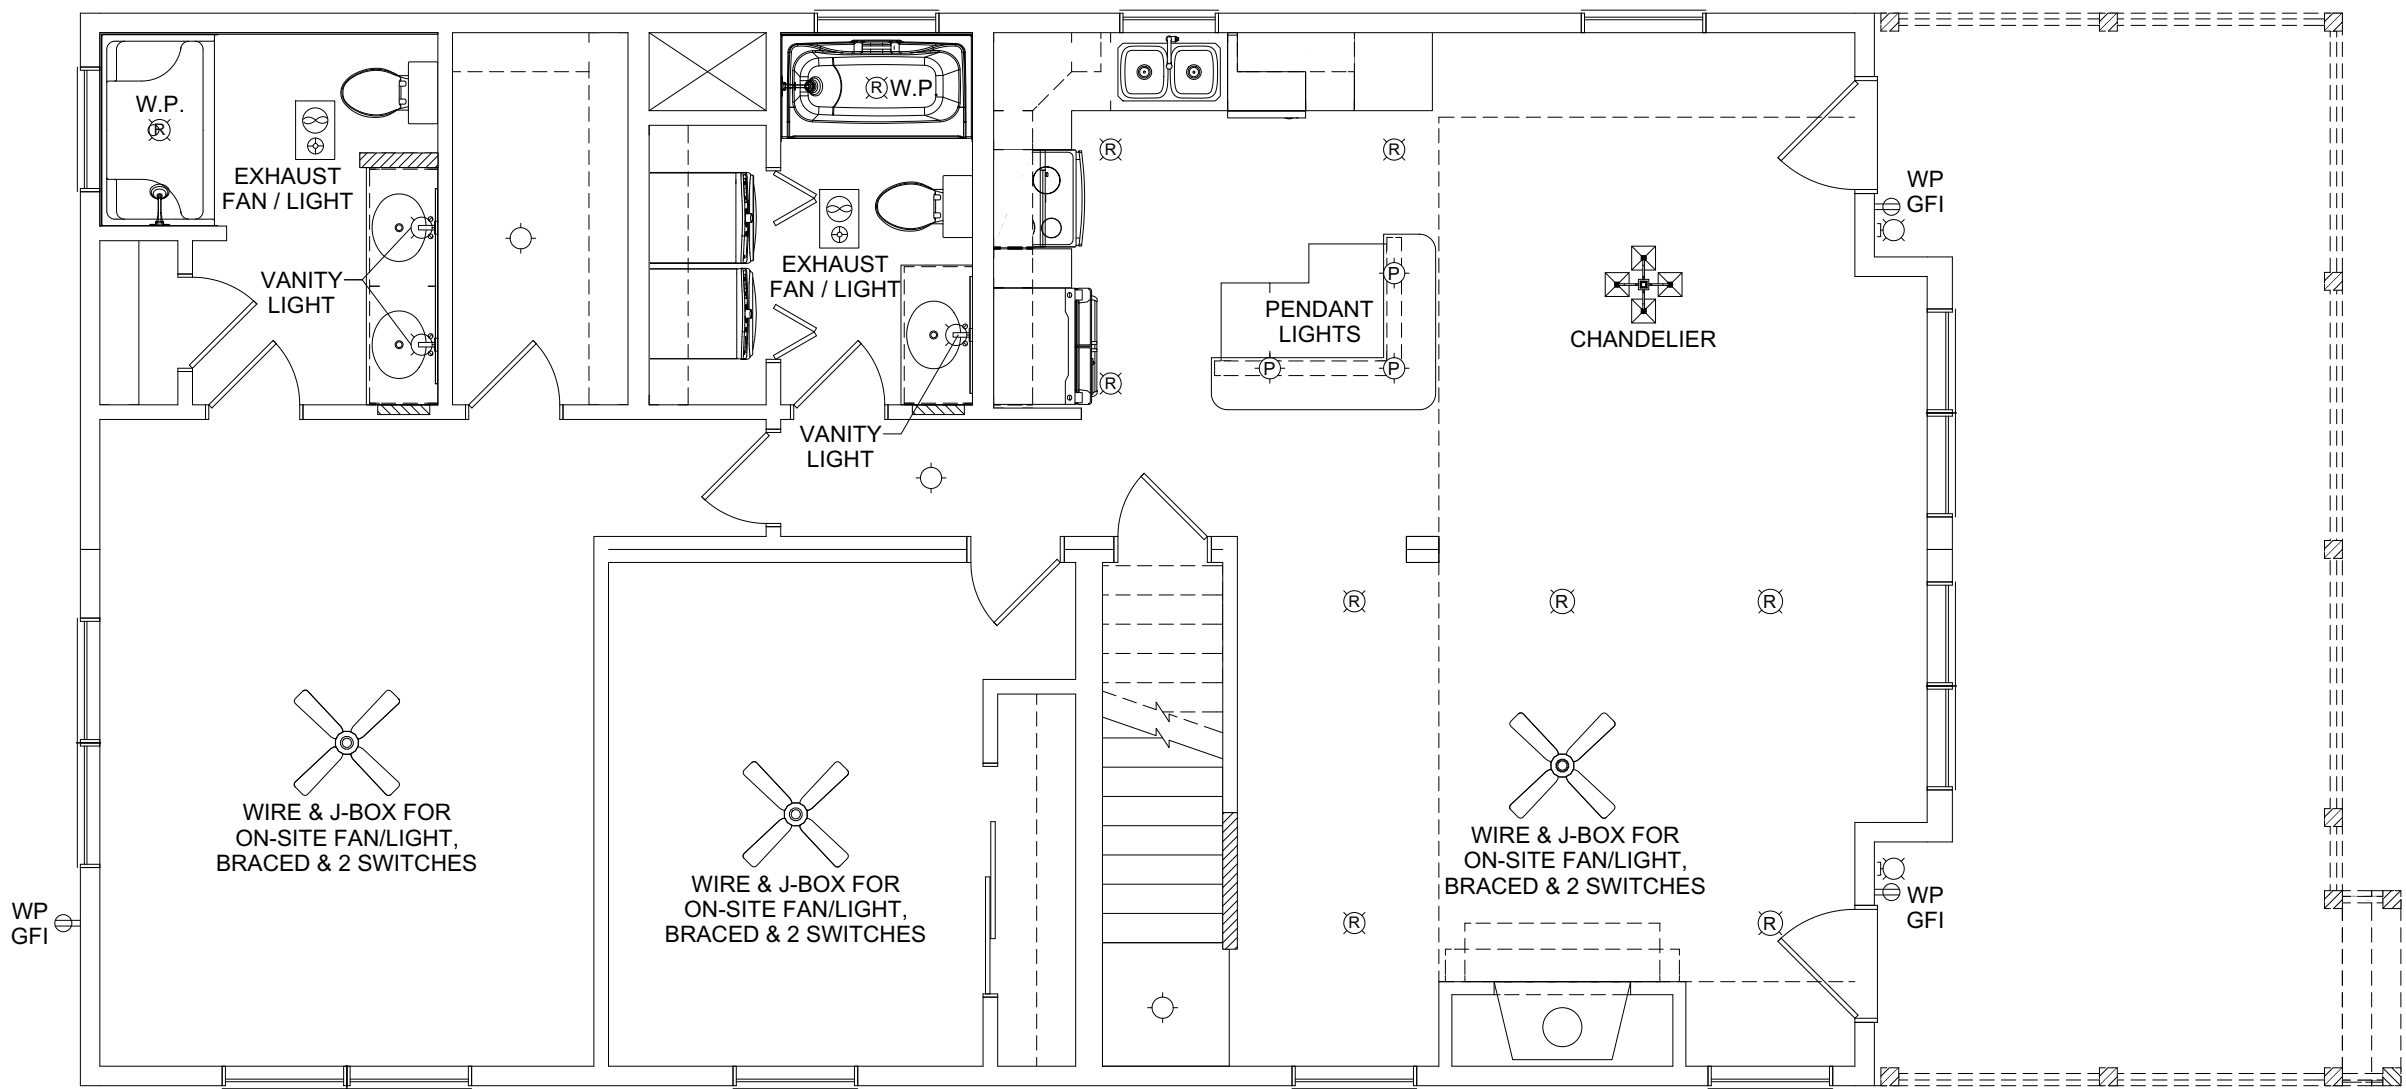 W.P.
R
EXHAUST
FAN / LIGHT
VANITY
LIGHT
R
W.P.
EXHAUST
FAN / LIGHT
VANITY
LIGHT
R
R
R
PENDANT
LIGHTS
P
P
P
CHANDELIER
WP
GFI
R
R
R
WIRE & J-BOX FOR
ON-SITE FAN/LIGHT,
BRACED & 2 SWITCHES
WIRE & J-BOX FOR
ON-SITE FAN/LIGHT,
BRACED & 2 SWITCHES
WIRE & J-BOX FOR
ON-SITE FAN/LIGHT,
BRACED & 2 SWITCHES
WP
GFI
R
R
WP
GFI